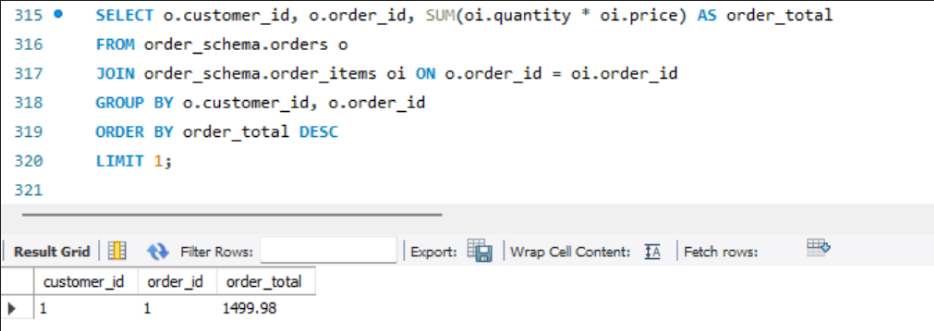 315 SELECT o.customer_id, o.order_id, SUM(oi.quantity * oi.price) AS order_total
316 FROM order_schema.orders o
317 JOIN order_schema.order_items oi ON o.order_id = oi.order_id
318 GROUP BY o.customer_id, o.order_id
319 ORDER BY order_total DESC
320 LIMIT 1;
321
Result Grid Filter Rows: Export: Wrap Cell Content: IA Fetch rows:
customer_id order_id order_total
1 1 1499.98